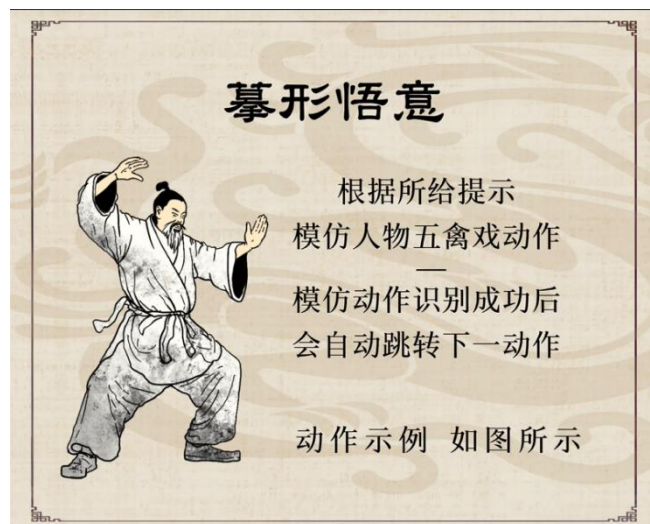 摹形悟意
根据所给提示
模仿人物五禽戏动作
—
模仿动作识别成功后
会自动跳转下一动作
动作示例 如图所示